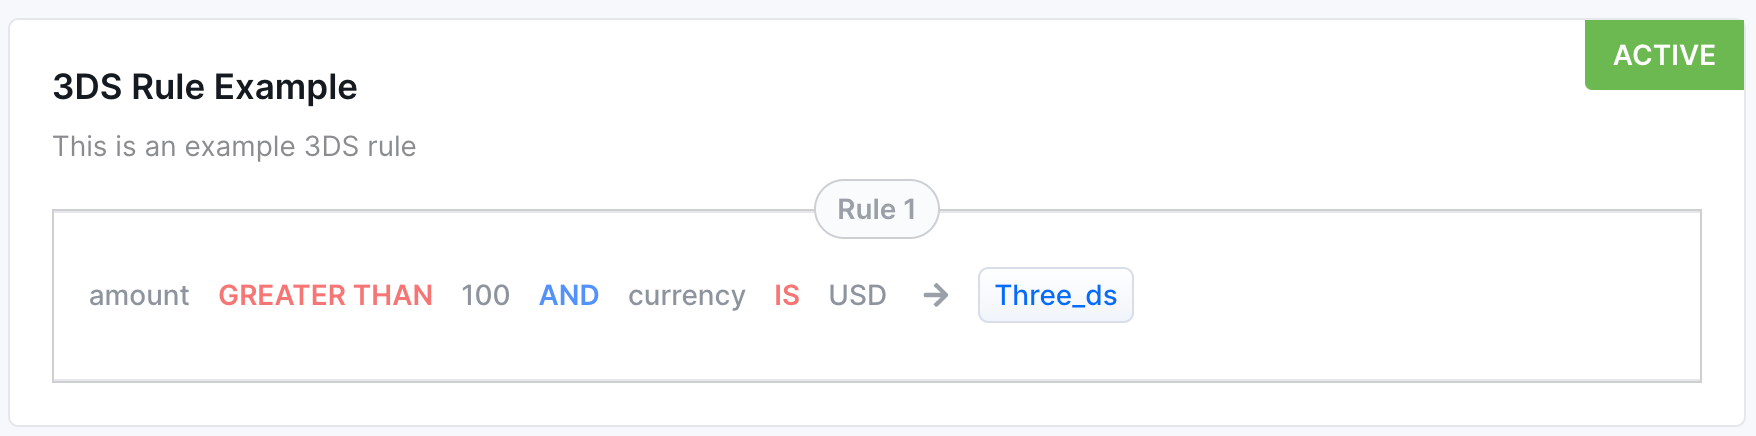 ACTIVE
3DS Rule Example
This is an example 3DS rule
Rule 1
amount GREATER THAN 100 AND currency IS USD → Three_ds